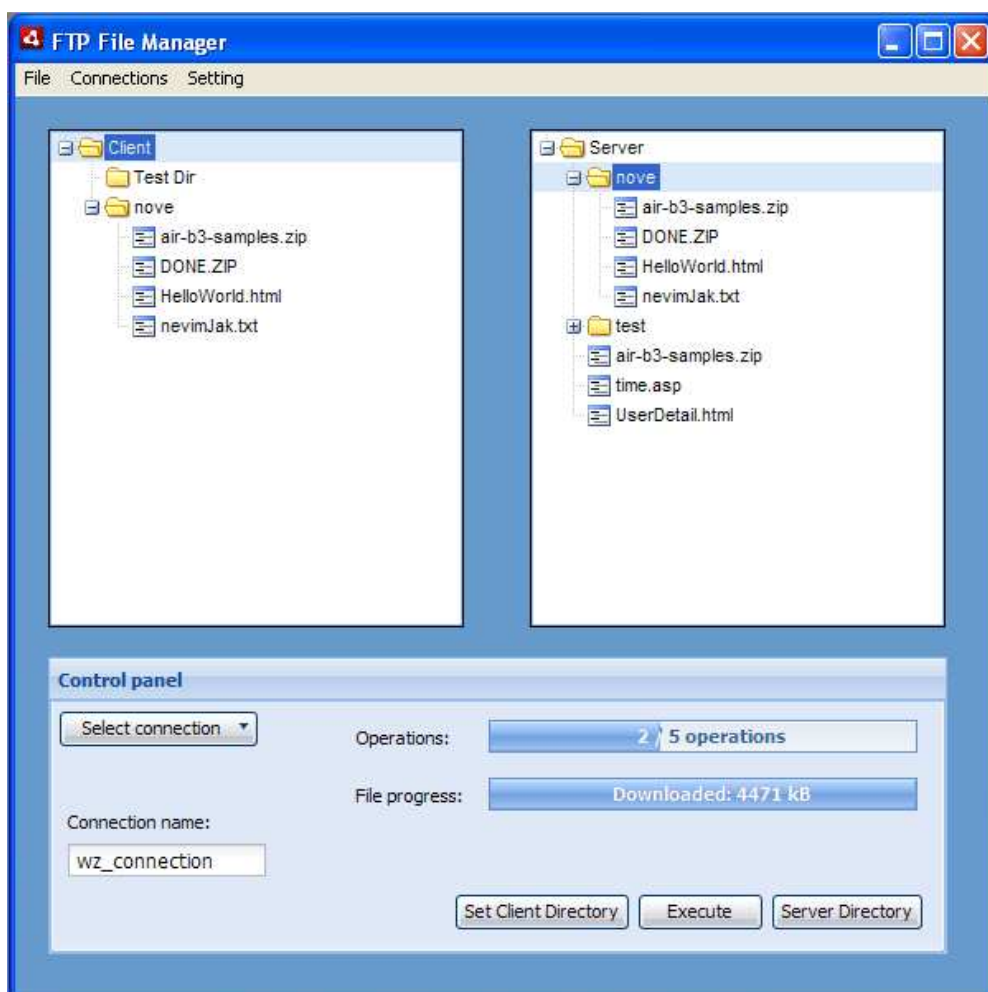 FTP File Manager
File Connections Setting
Client
Test Dir
nove
air-b3-samples.zip
DONE.ZIP
HelloWorld.html
nevimJak.txt
Server
nove
air-b3-samples.zip
DONE.ZIP
HelloWorld.html
nevimJak.txt
test
air-b3-samples.zip
time.asp
UserDetail.html
Control panel
Select connection
Operations: 2 / 5 operations
File progress: Downloaded: 4471 kB
Connection name:
wz_connection
Set Client Directory Execute Server Directory